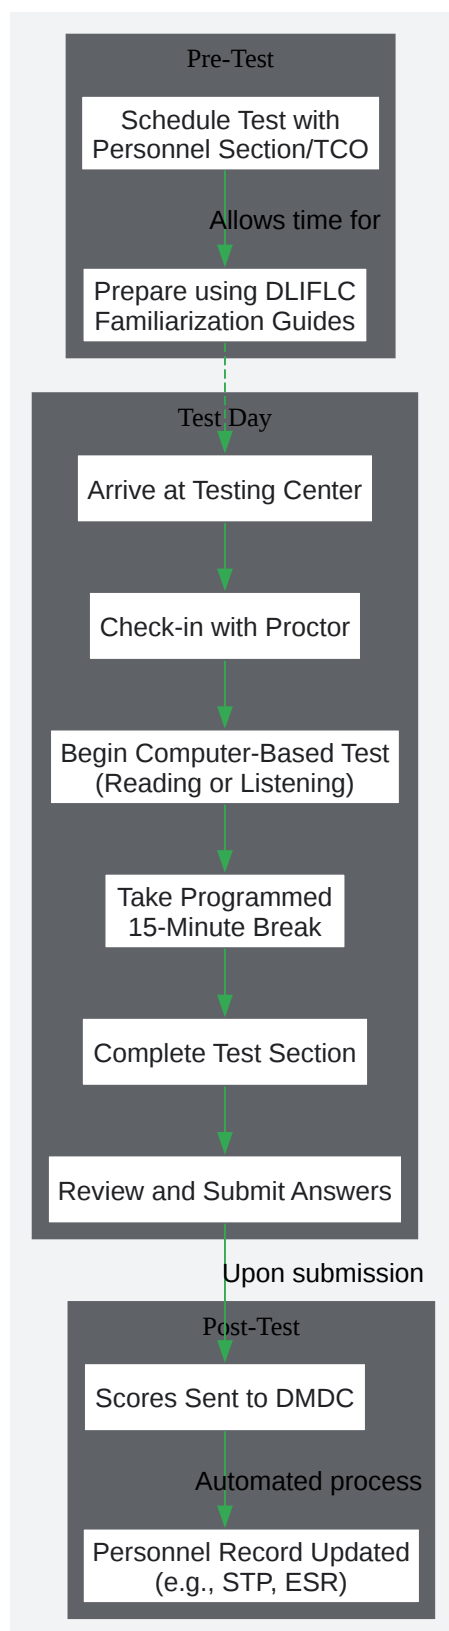 Pre-Test
Schedule Test with
Personnel Section/TCO
Allows time for
Prepare using DLIFLC
Familiarization Guides
Test Day
Arrive at Testing Center
Check-in with Proctor
Begin Computer-Based Test
(Reading or Listening)
Take Programmed
15-Minute Break
Complete Test Section
Review and Submit Answers
Upon submission
Post-Test
Scores Sent to DMDC
Automated process
Personnel Record Updated
(e.g., STP, ESR)